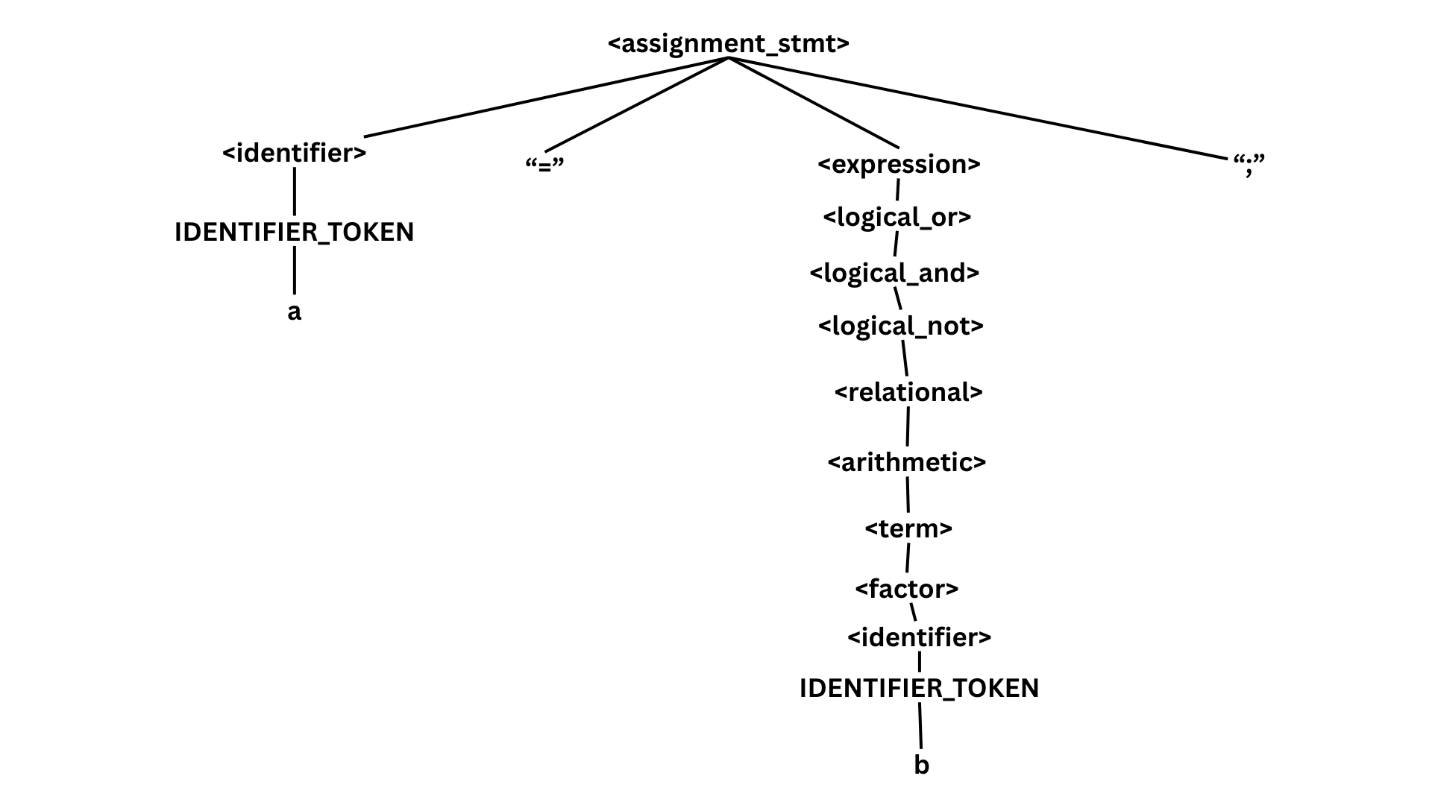 <assignment_stmt>
<identifier>
“=”
<expression>
“;”
IDENTIFIER_TOKEN
a
<logical_or>
<logical_and>
<logical_not>
<relational>
<arithmetic>
<term>
<factor>
<identifier>
IDENTIFIER_TOKEN
b